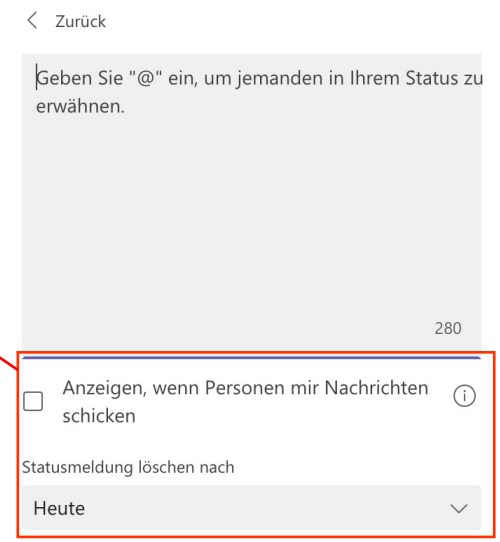 Zurück
Geben Sie "@" ein, um jemanden in Ihrem Status zu
erwähnen.
280
Anzeigen, wenn Personen mir Nachrichten
schicken
Statusmeldung löschen nach
Heute